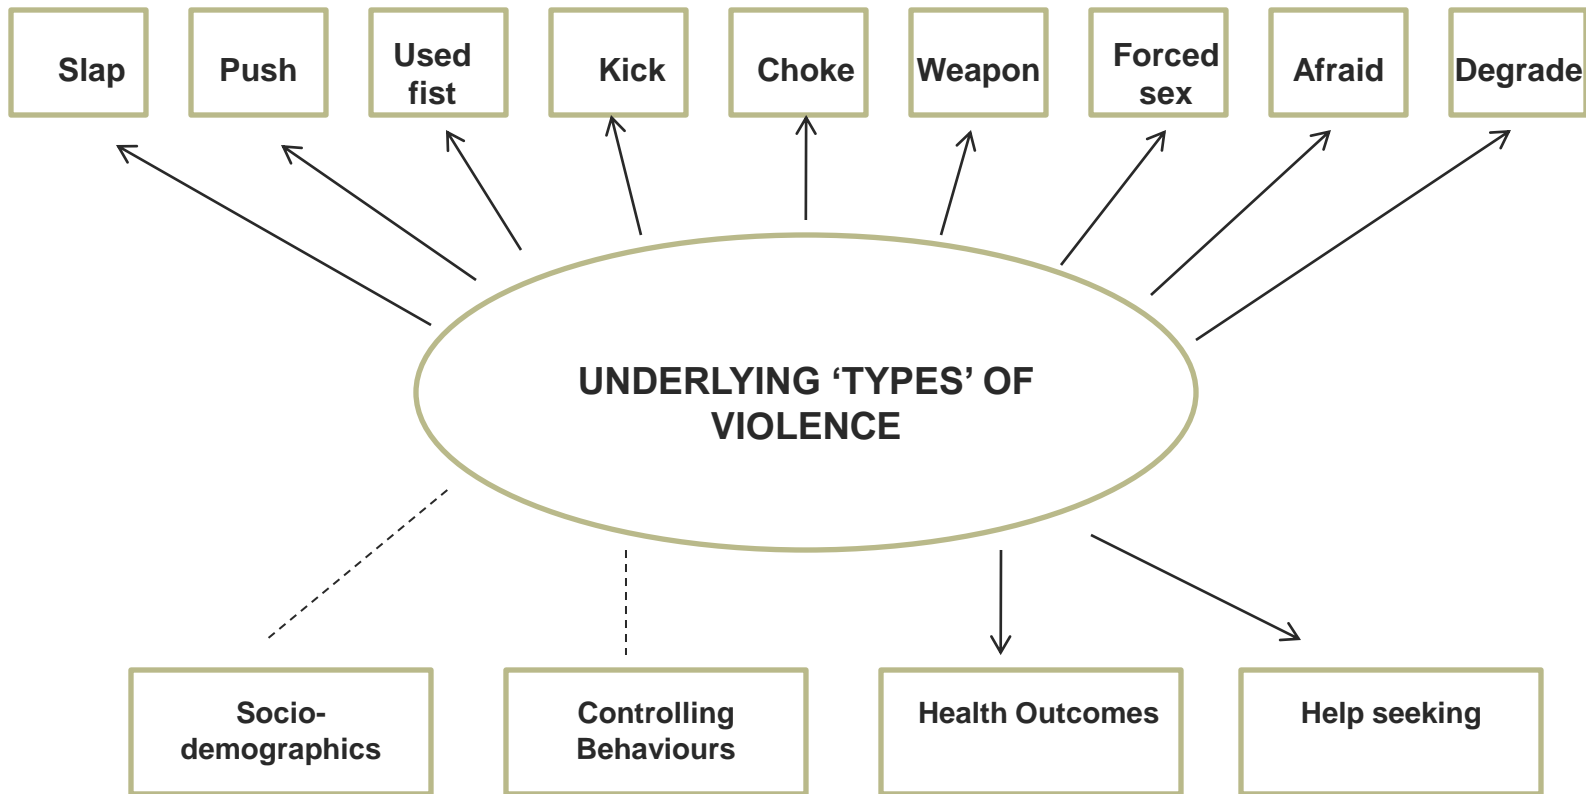 Slap
Push
Used
fist
Kick
Choke
Weapon
Forced
sex
Afraid
Degrade
UNDERLYING ‘TYPES’ OF
VIOLENCE
Socio-
demographics
Controlling
Behaviours
Health Outcomes
Help seeking